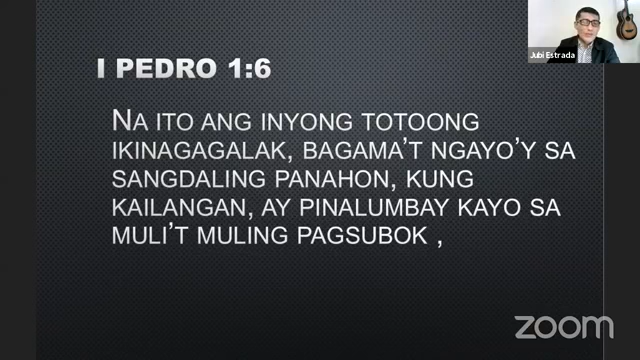 Jubi Estrada
I PEDRO 1:6
NA ITO ANG INYONG TOTOONG
IKINAGAGALAK, BAGAMA'T NGAYO'Y SA
SANGDALING PANAHON, KUNG
KAILANGAN, AY PINALUMBAY KAYO SA
MULI'T MULING PAGSUBOK ,
zoom